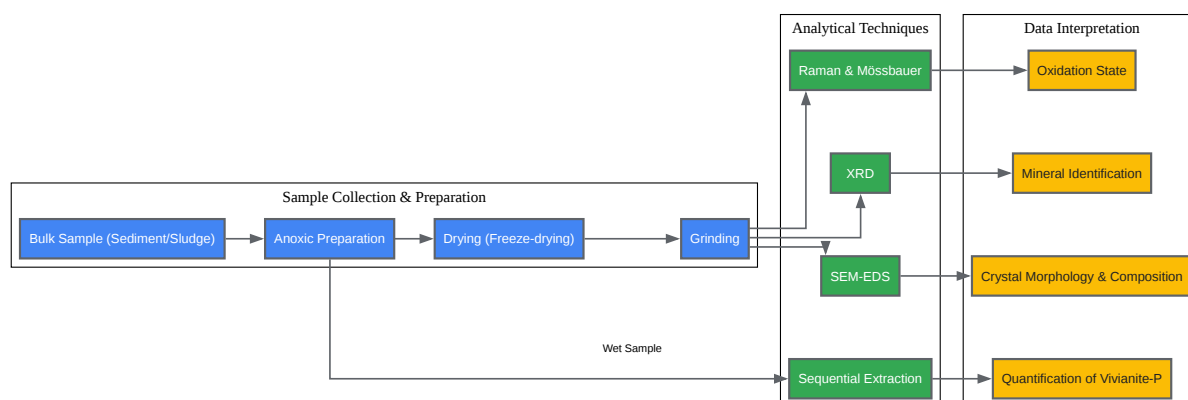 Analytical Techniques
Data Interpretation
Raman & Mössbauer
Oxidation State
XRD
Mineral Identification
Sample Collection & Preparation
Bulk Sample (Sediment/Sludge)
Anoxic Preparation
Drying (Freeze-drying)
Grinding
SEM-EDS
Crystal Morphology & Composition
Wet Sample
Sequential Extraction
Quantification of Vivianite-P